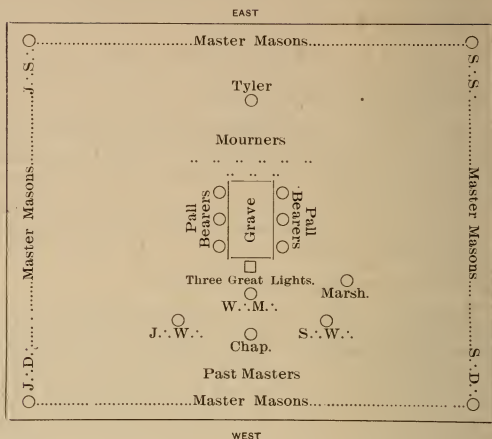 EAST
Master Masons
J.·.S.·.
S.·.S.·.
Tyler
Mourners
Master Masons
Pall
Bearers
Grave
Pall
Bearers
Master Masons
Three Great Lights.
Marsh.
W.·.M.·.
J.·.W.·.
S.·.W.·.
Chap.
Past Masters
J.·.D.·.
S.·.D.·.
Master Masons
WEST